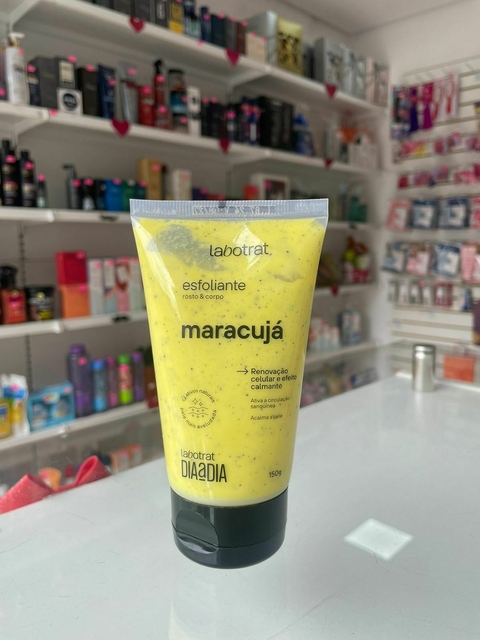 labotrat
esfoliante
rosto & corpo
maracujá
→ Renovação
celular e efeito
calmante
Ativa a circulação
sanguínea
Acalma a pele
labotrat
DIAaDIA
150g